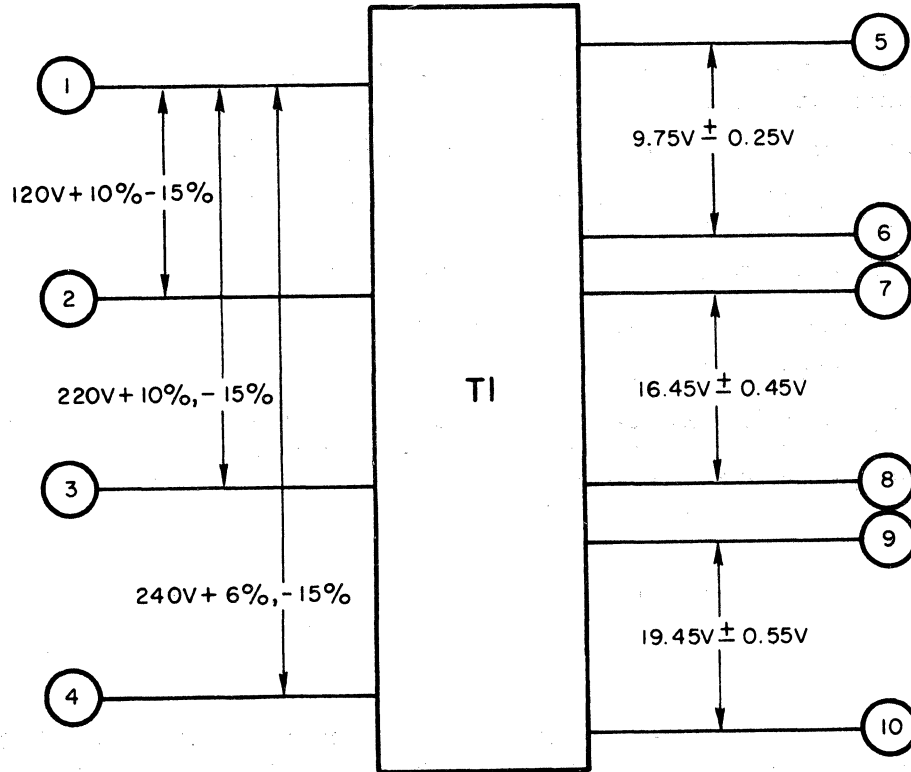 1
5
9.75V ± 0.25V
120V+10%-15%
6
2
7
T1
220V+10%,-15%
16.45V ± 0.45V
3
8
9
240V+ 6%,-15%
19.45V ± 0.55V
4
10